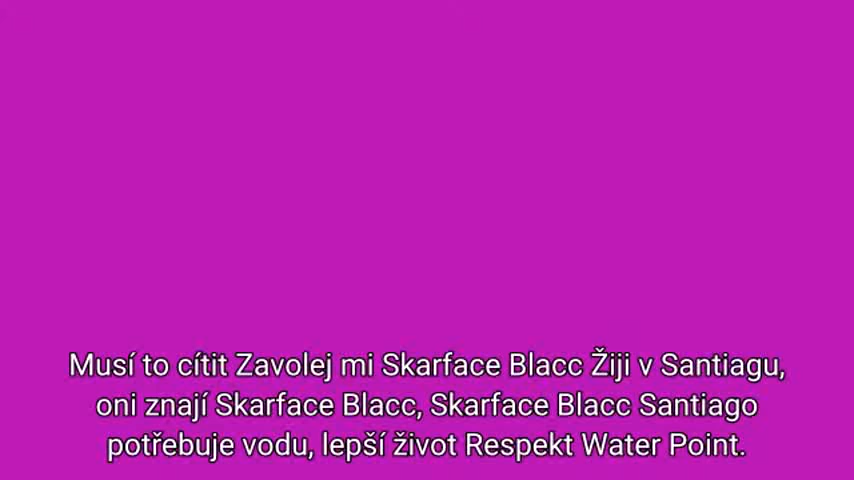 Musí to cítit Zavolej mi Skarface Blacc Žiji v Santiagu,
oni znají Skarface Blacc, Skarface Blacc Santiago
potřebuje vodu, lepší život Respekt Water Point.